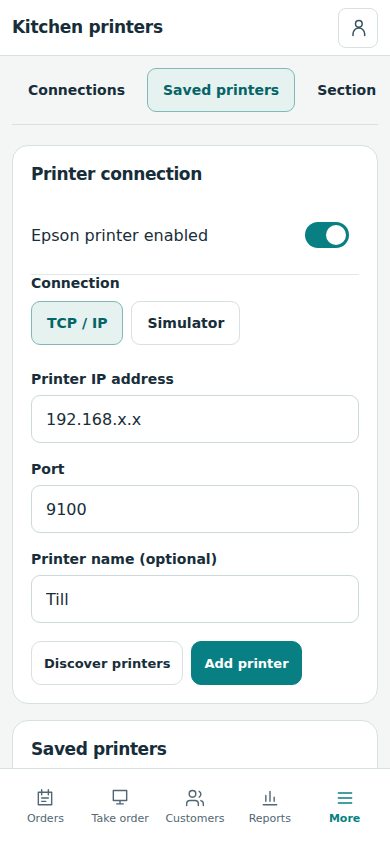 Kitchen printers
Connections
Saved printers
Section
Printer connection
Epson printer enabled
Connection
TCP / IP
Simulator
Printer IP address
192.168.x.x
Port
9100
Printer name (optional)
Till
Discover printers
Add printer
Saved printers
Orders
Take order
Customers
Reports
More